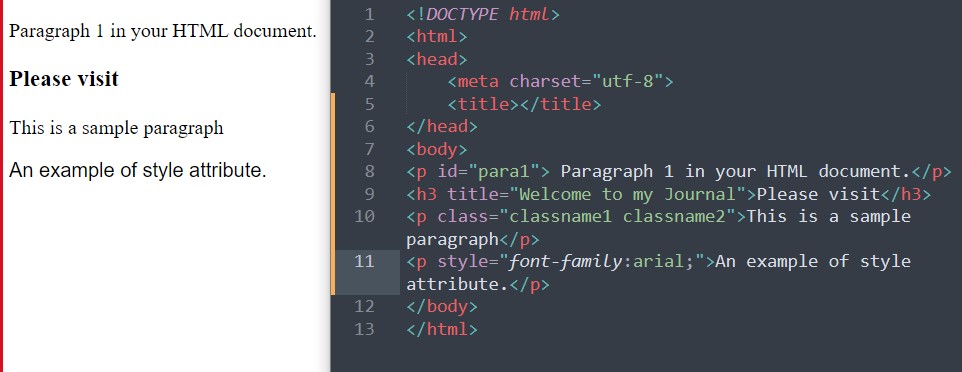 Paragraph 1 in your HTML document.
Please visit
This is a sample paragraph
An example of style attribute.
1 <!DOCTYPE html>
2 <html>
3 <head>
4     <meta charset="utf-8">
5     <title></title>
6 </head>
7 <body>
8 <p id="para1"> Paragraph 1 in your HTML document.</p>
9 <h3 title="Welcome to my Journal">Please visit</h3>
10 <p class="classname1 classname2">This is a sample
paragraph</p>
11 <p style="font-family:arial;">An example of style
attribute.</p>
12 </body>
13 </html>